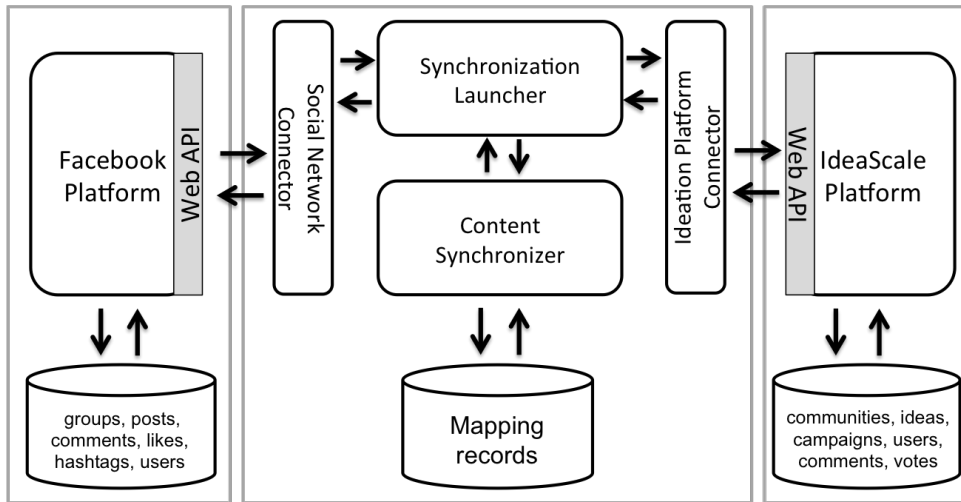 Facebook
Platform
Web API
groups, posts,
comments, likes,
hashtags, users
Social Network
Connector
Synchronization
Launcher
Content
Synchronizer
Mapping
records
Ideation Platform
Connector
Web API
IdeaScale
Platform
communities, ideas,
campaigns, users,
comments, votes